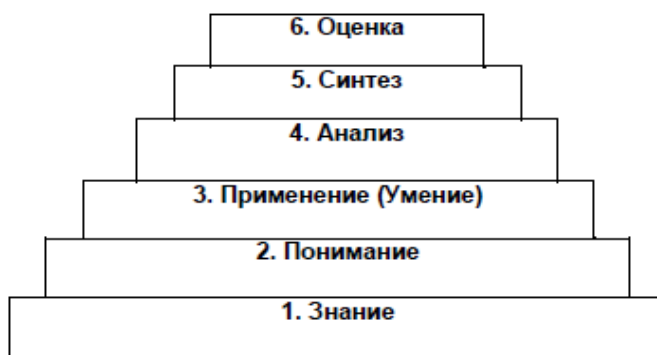 6. Оценка
5. Синтез
4. Анализ
3. Применение (Умение)
2. Понимание
1. Знание